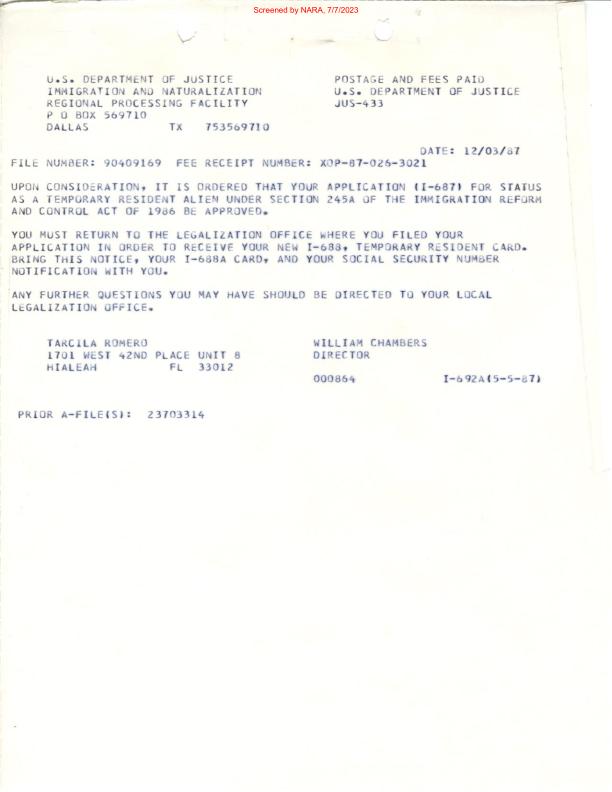 Screened by NARA, 7/7/2023
U.S. DEPARTMENT OF JUSTICE
IMMIGRATION AND NATURALIZATION
REGIONAL PROCESSING FACILITY
P O BOX 569710
DALLAS TX 753569710
POSTAGE AND FEES PAID
U.S. DEPARTMENT OF JUSTICE
JUS-433
DATE: 12/03/87
FILE NUMBER: 90409169 FEE RECEIPT NUMBER: XOP-87-026-3021
UPON CONSIDERATION, IT IS ORDERED THAT YOUR APPLICATION (I-687) FOR STATUS
AS A TEMPORARY RESIDENT ALIEN UNDER SECTION 245A OF THE IMMIGRATION REFORM
AND CONTROL ACT OF 1986 BE APPROVED.
YOU MUST RETURN TO THE LEGALIZATION OFFICE WHERE YOU FILED YOUR
APPLICATION IN ORDER TO RECEIVE YOUR NEW I-688, TEMPORARY RESIDENT CARD.
BRING THIS NOTICE, YOUR I-688A CARD, AND YOUR SOCIAL SECURITY NUMBER
NOTIFICATION WITH YOU.
ANY FURTHER QUESTIONS YOU MAY HAVE SHOULD BE DIRECTED TO YOUR LOCAL
LEGALIZATION OFFICE.
TARCILA ROMERO
1701 WEST 42ND PLACE UNIT 8
HIALEAH FL 33012
WILLIAM CHAMBERS
DIRECTOR
000864 I-692A(5-5-87)
PRIOR A-FILE(S): 23703314